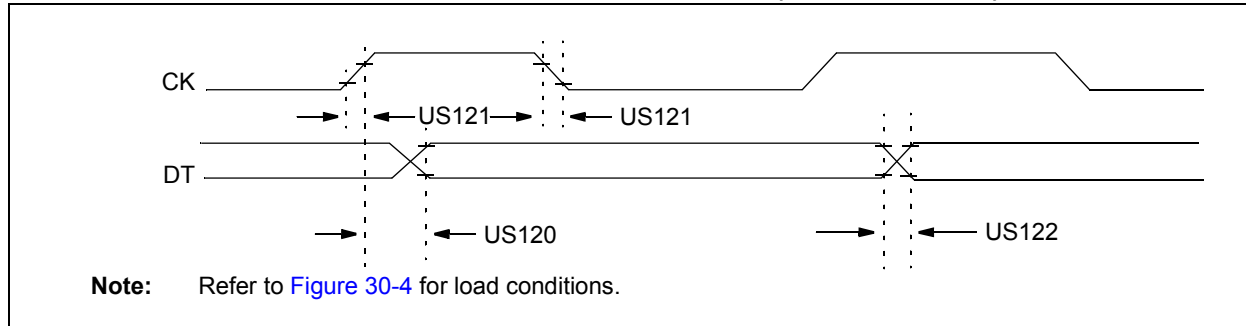 CK
US121 US121
DT
US120 US122
Note: Refer to Figure 30-4 for load conditions.